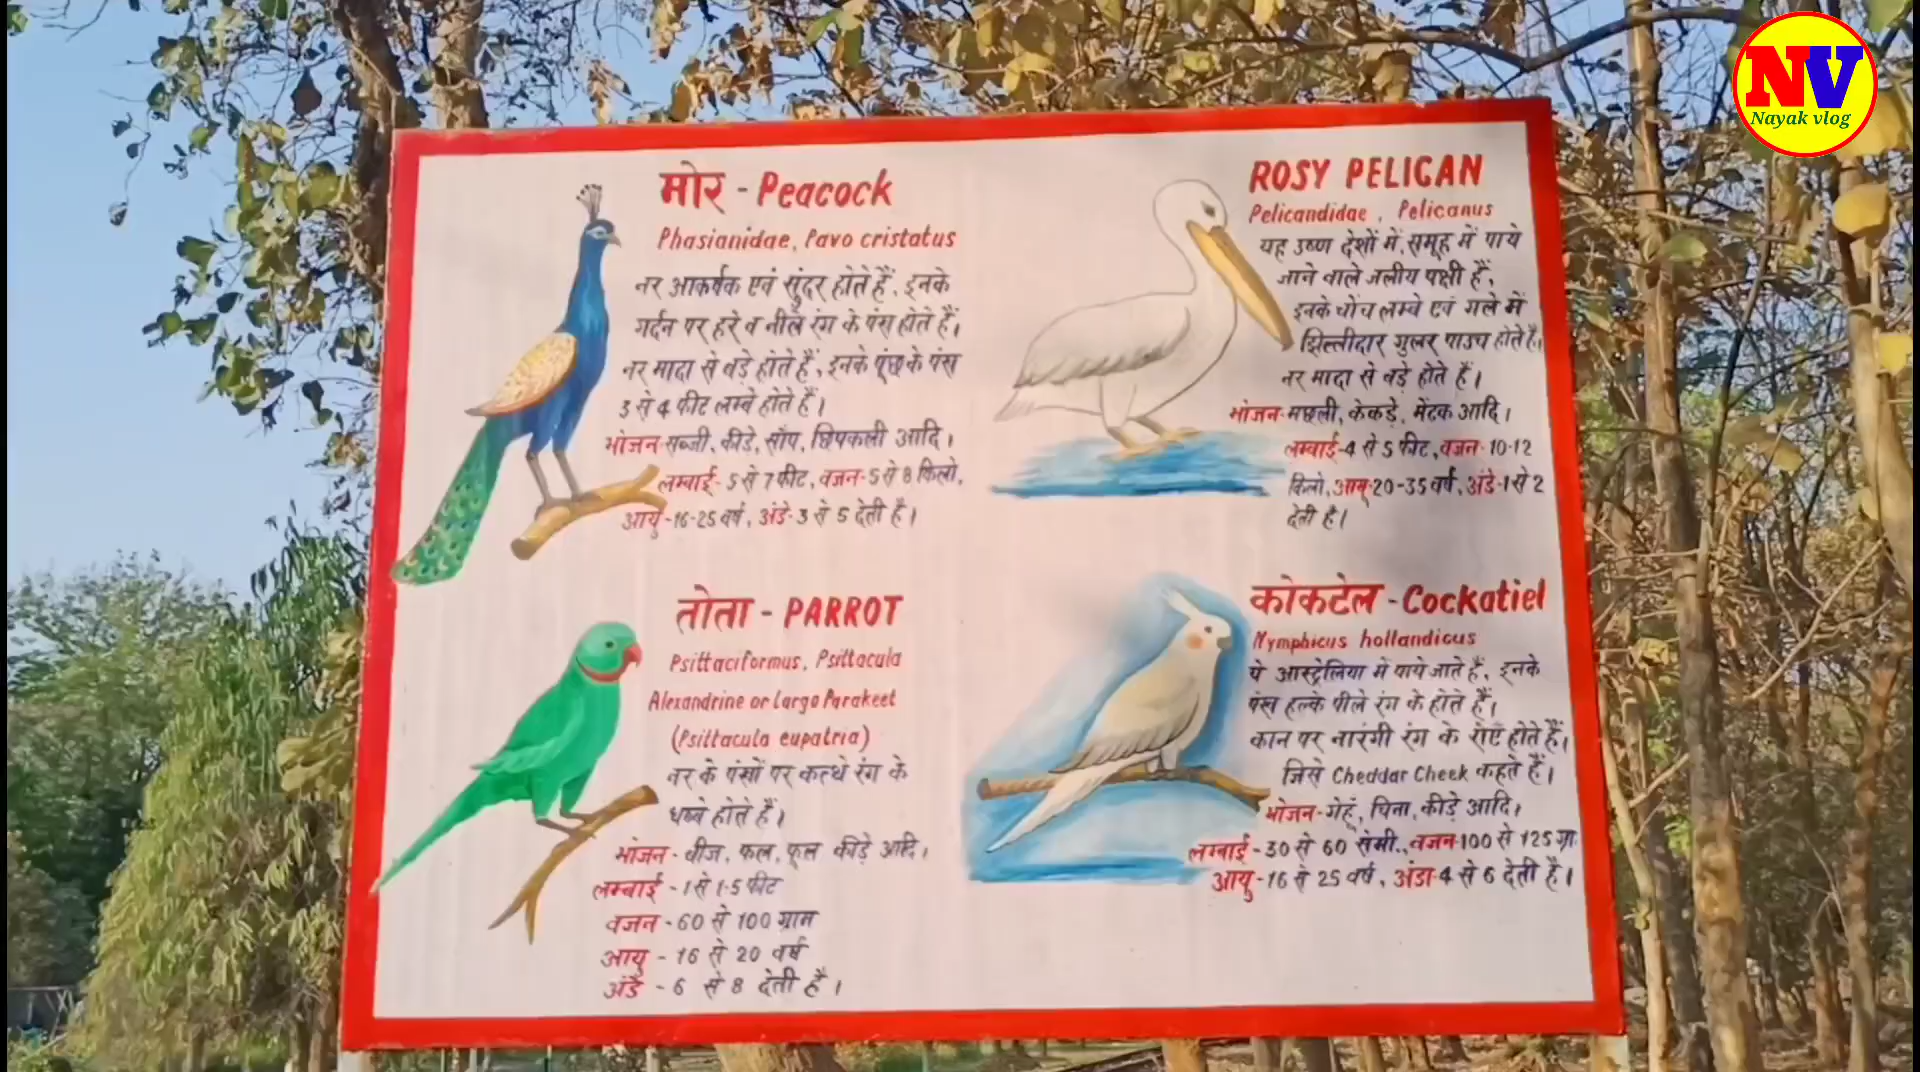 मोर - Peacock
Phasianidae, Pavo cristatus
नर आकर्षक एवं सुंदर होते हैं, इनके
गर्दन पर हरे व नीले रंग के पंख होते हैं,
नर मादा से बड़े होते हैं, इनके पूंछ के पंख
3 से 4 फीट लम्बे होते हैं।
भोजन-सब्जी, कीड़े, साँप, छिपकली आदि।
लम्बाई- 5 से 7 फीट, वजन-5 से 8 किलो,
आयु-16-25 वर्ष, अंडे-3 से 5 देती है।
ROSY PELICAN
Pelicandidae, Pelicanus
यह उष्ण देशों में, समूह में पाये
जाने वाले जलीय पक्षी हैं,
इनके चोंच लम्बे एवं गले में
झिल्लीदार गुलर पाउच होते हैं,
नर मादा से बड़े होते हैं।
भोजन-मछली, केकड़े, मेंढक आदि।
लम्बाई-4 से 5 फीट, वजन-10-12
किलो, आयु-20-35 वर्ष, अंडे-1 से 2
देती है।
तोता - PARROT
Psittaciformus, Psittacula
Alexandrine or Large Parakeet
(Psittacula eupatria)
नर के पंखों पर कत्थे रंग के
धब्बे होते हैं।
भोजन - बीज, फल, फूल कीड़े आदि।
लम्बाई - 1 से 1.5 फीट
वजन - 60 से 100 ग्राम
आयु - 16 से 20 वर्ष
अंडे - 6 से 8 देती है।
कोकटेल - Cockatiel
Nymphicus hollandicus
ये आस्ट्रेलिया में पाये जाते हैं, इनके
पंख हल्के पीले रंग के होते हैं।
कान पर नारंगी रंग के रोएँ होते हैं,
जिसे Cheddar Cheek कहते हैं।
भोजन-गेहूं, चिना, कीड़े आदि।
लम्बाई - 30 से 60 सेमी., वजन-100 से 125 ग्रा.
आयु-16 से 25 वर्ष, अंडा-4 से 6 देती है।
NV
Nayak vlog